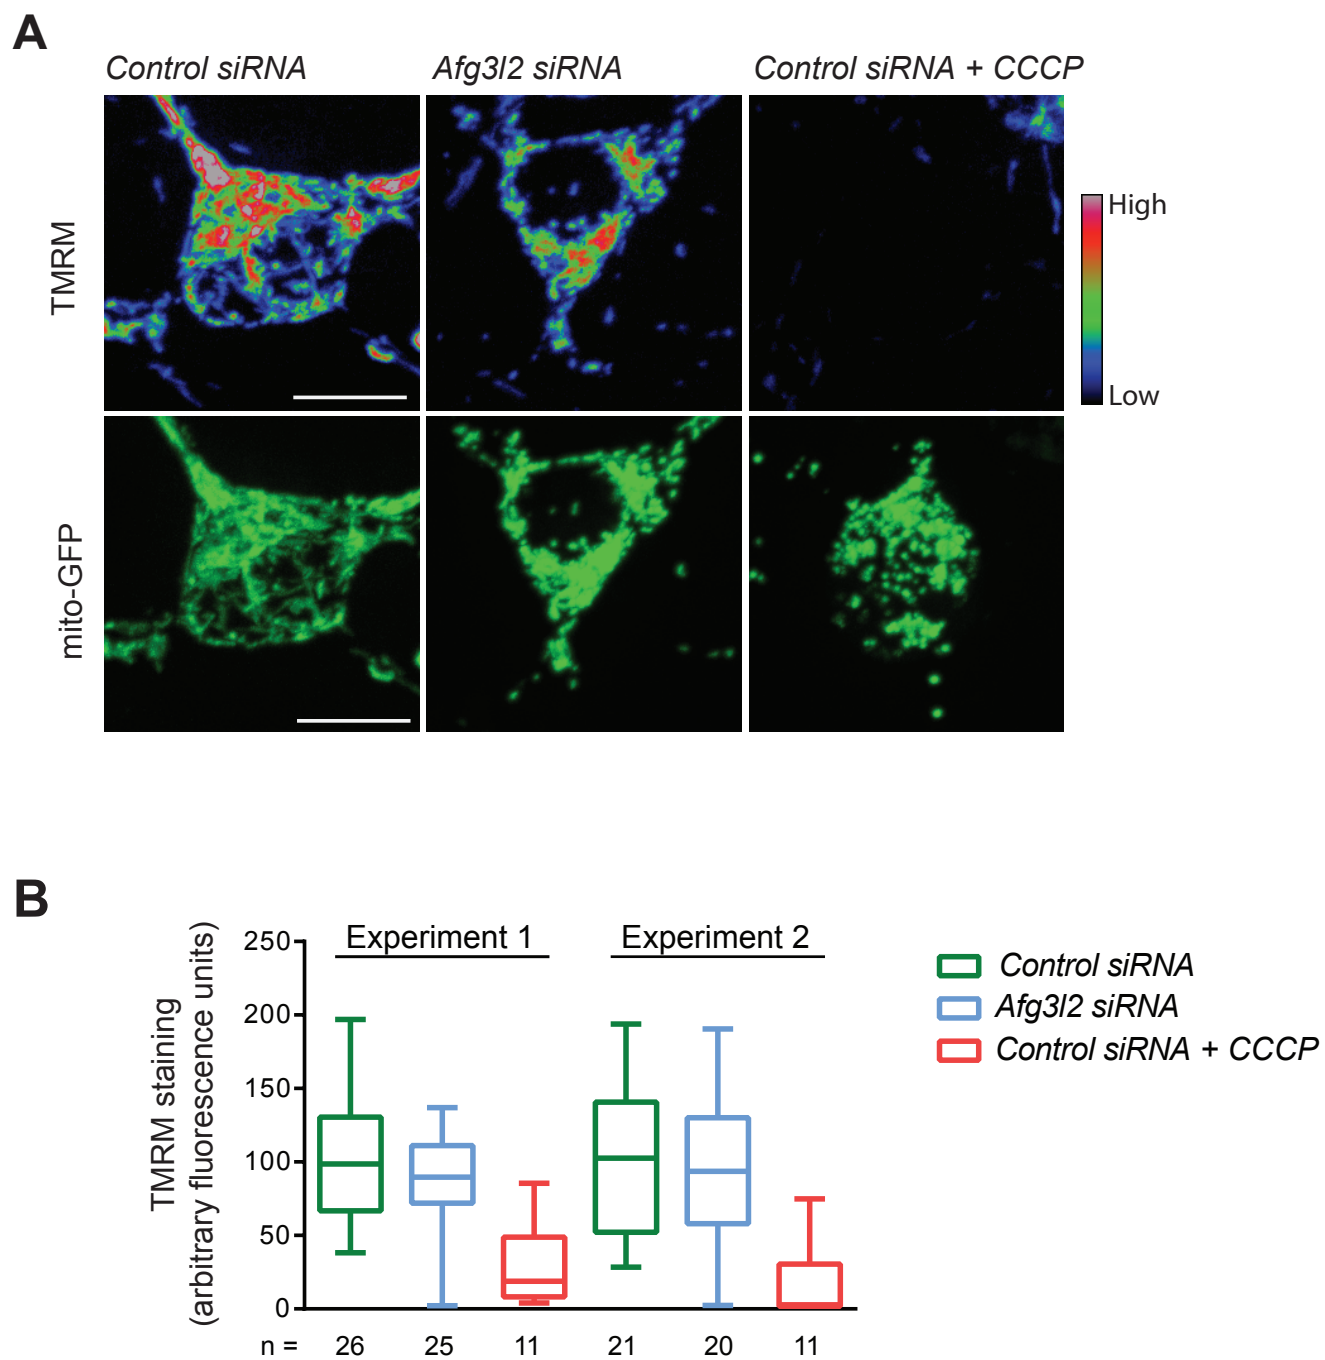 A
Control siRNA
Afg3l2 siRNA
Control siRNA + CCCP
TMRM
High
Low
mito-GFP
B
TMRM staining
(arbitrary fluorescence units)
Experiment 1
Experiment 2
250
200
150
100
50
0
n = 26 25 11 21 20 11
Control siRNA
Afg3l2 siRNA
Control siRNA + CCCP